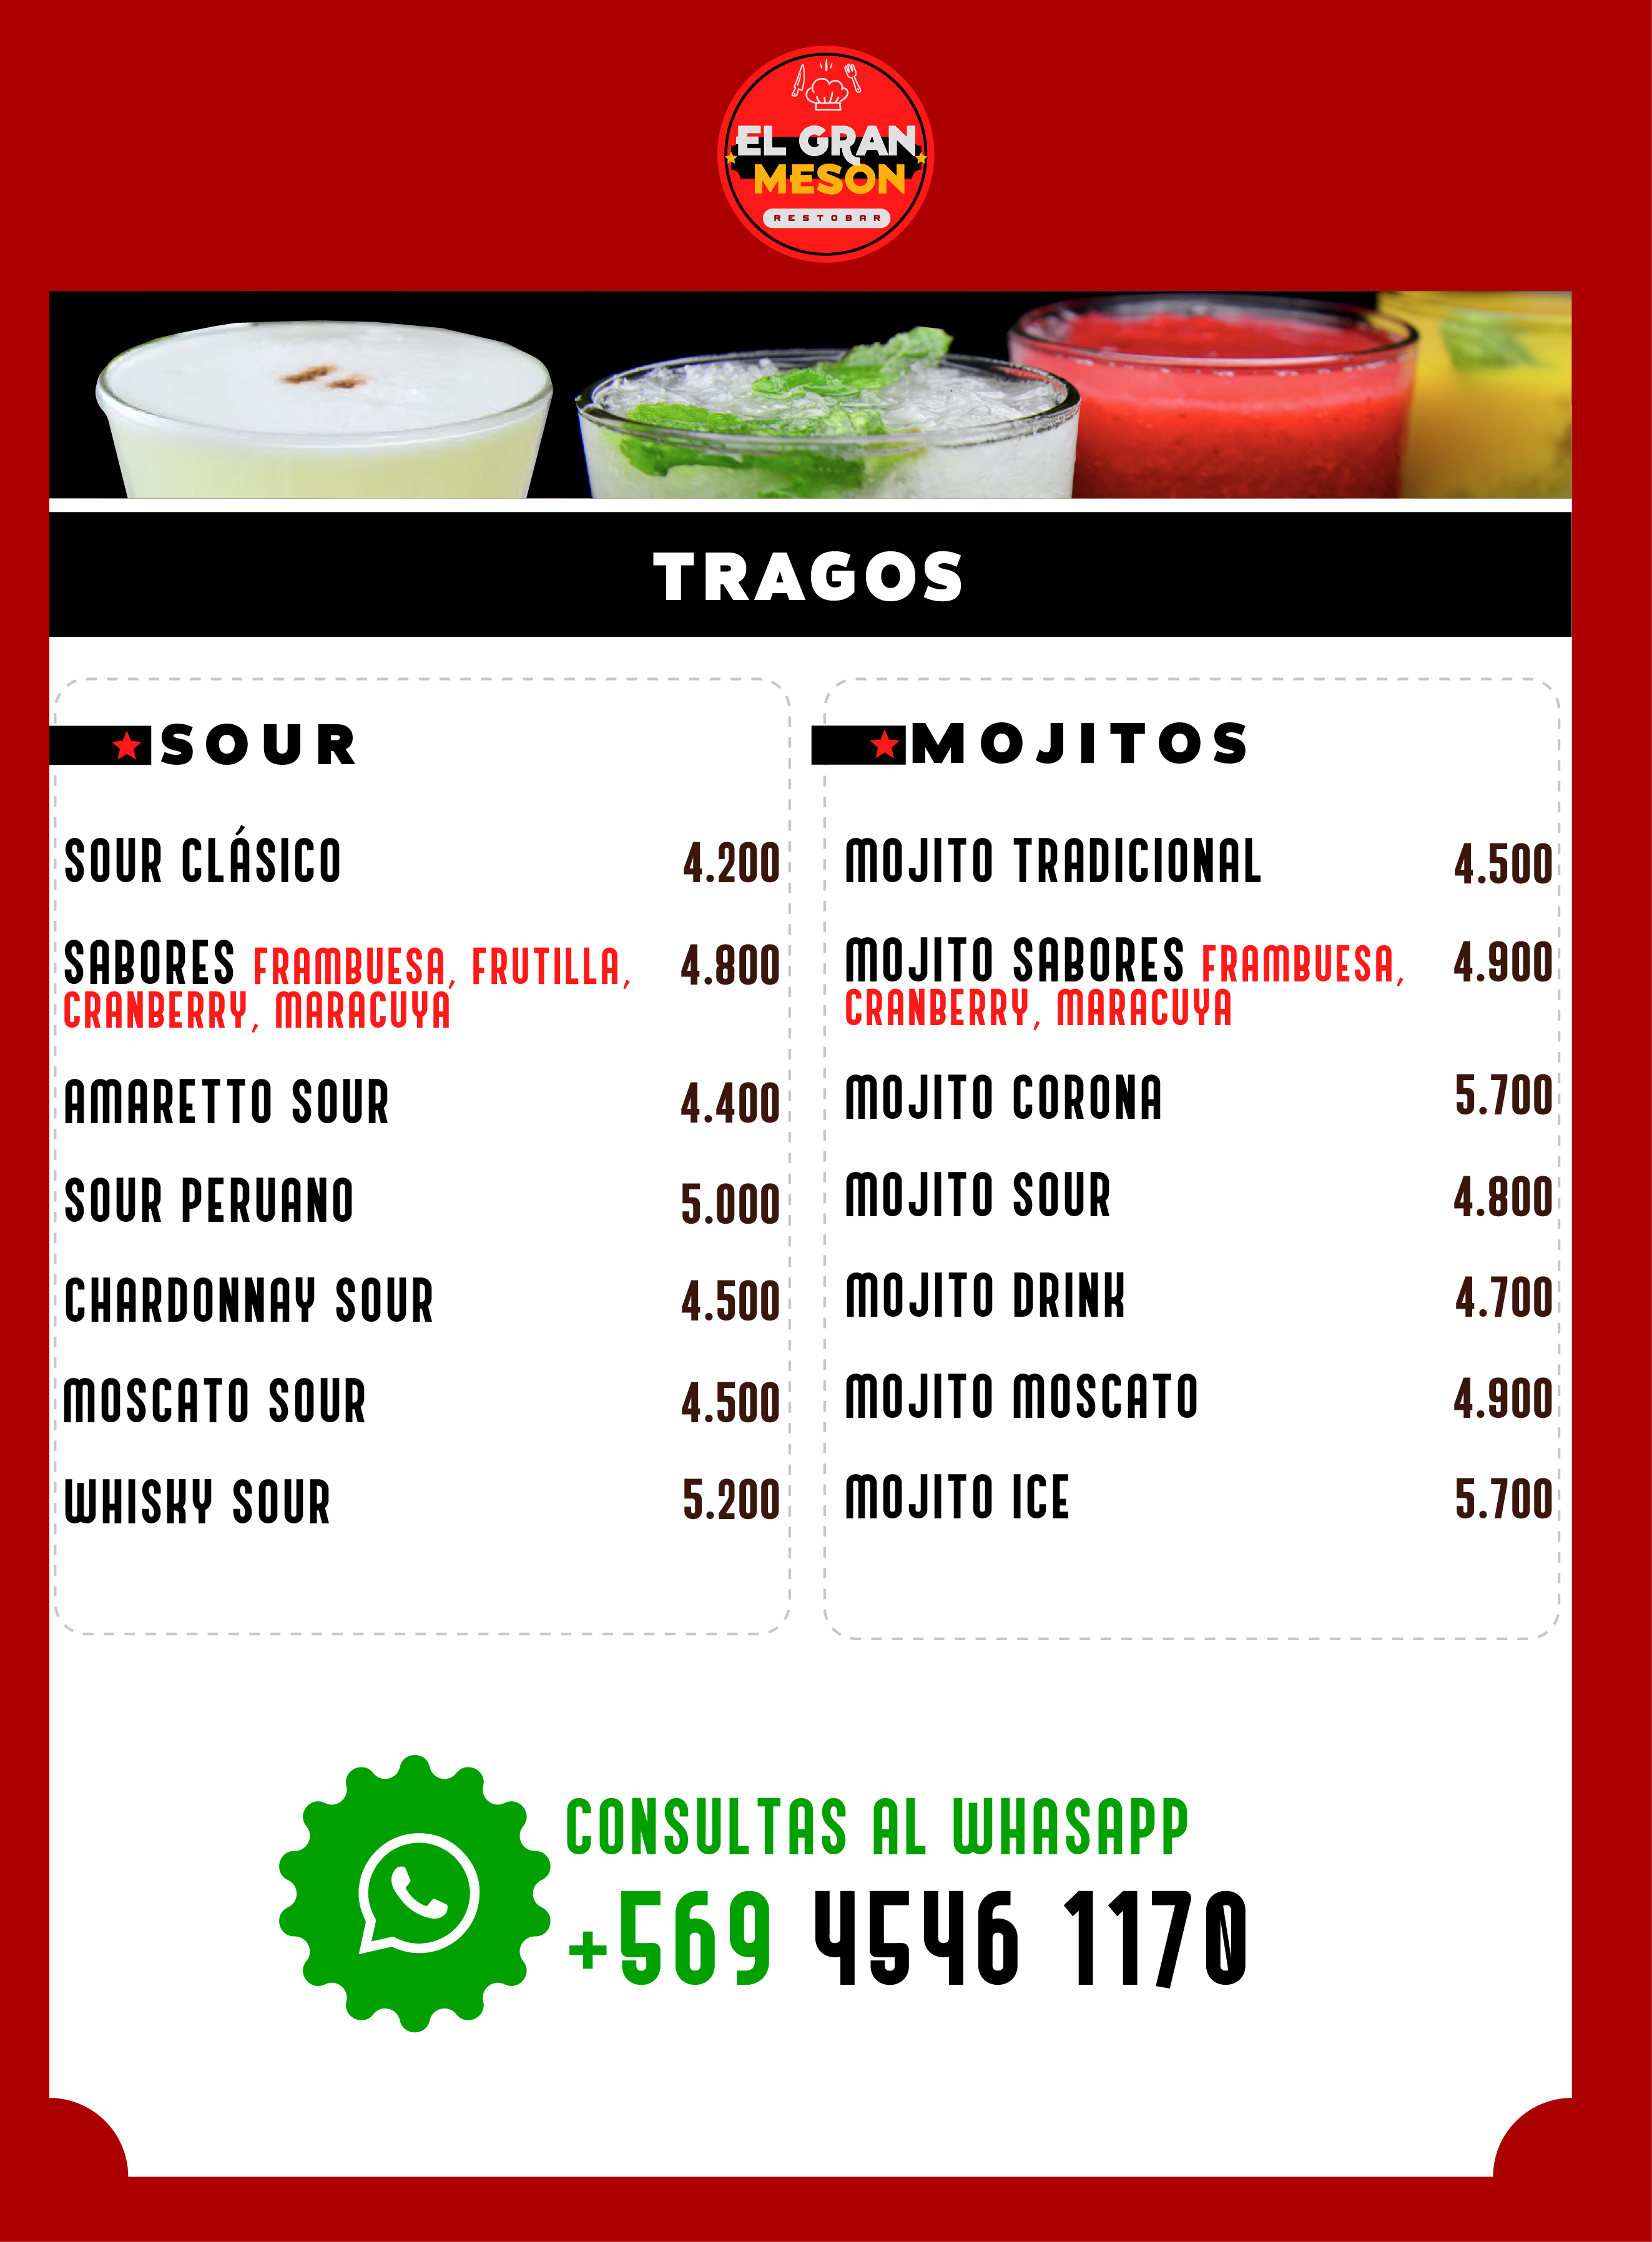 EL GRAN
MESON
RESTOBAR
TRAGOS
SOUR
SOUR CLÁSICO 4.200
SABORES FRAMBUESA, FRUTILLA, 4.800
CRANBERRY, MARACUYA
AMARETTO SOUR 4.400
SOUR PERUANO 5.000
CHARDONNAY SOUR 4.500
MOSCATO SOUR 4.500
WHISKY SOUR 5.200
MOJITOS
MOJITO TRADICIONAL 4.500
MOJITO SABORES FRAMBUESA, 4.900
CRANBERRY, MARACUYA
MOJITO CORONA 5.700
MOJITO SOUR 4.800
MOJITO DRINK 4.700
MOJITO MOSCATO 4.900
MOJITO ICE 5.700
CONSULTAS AL WHASAPP
+569 4546 1170